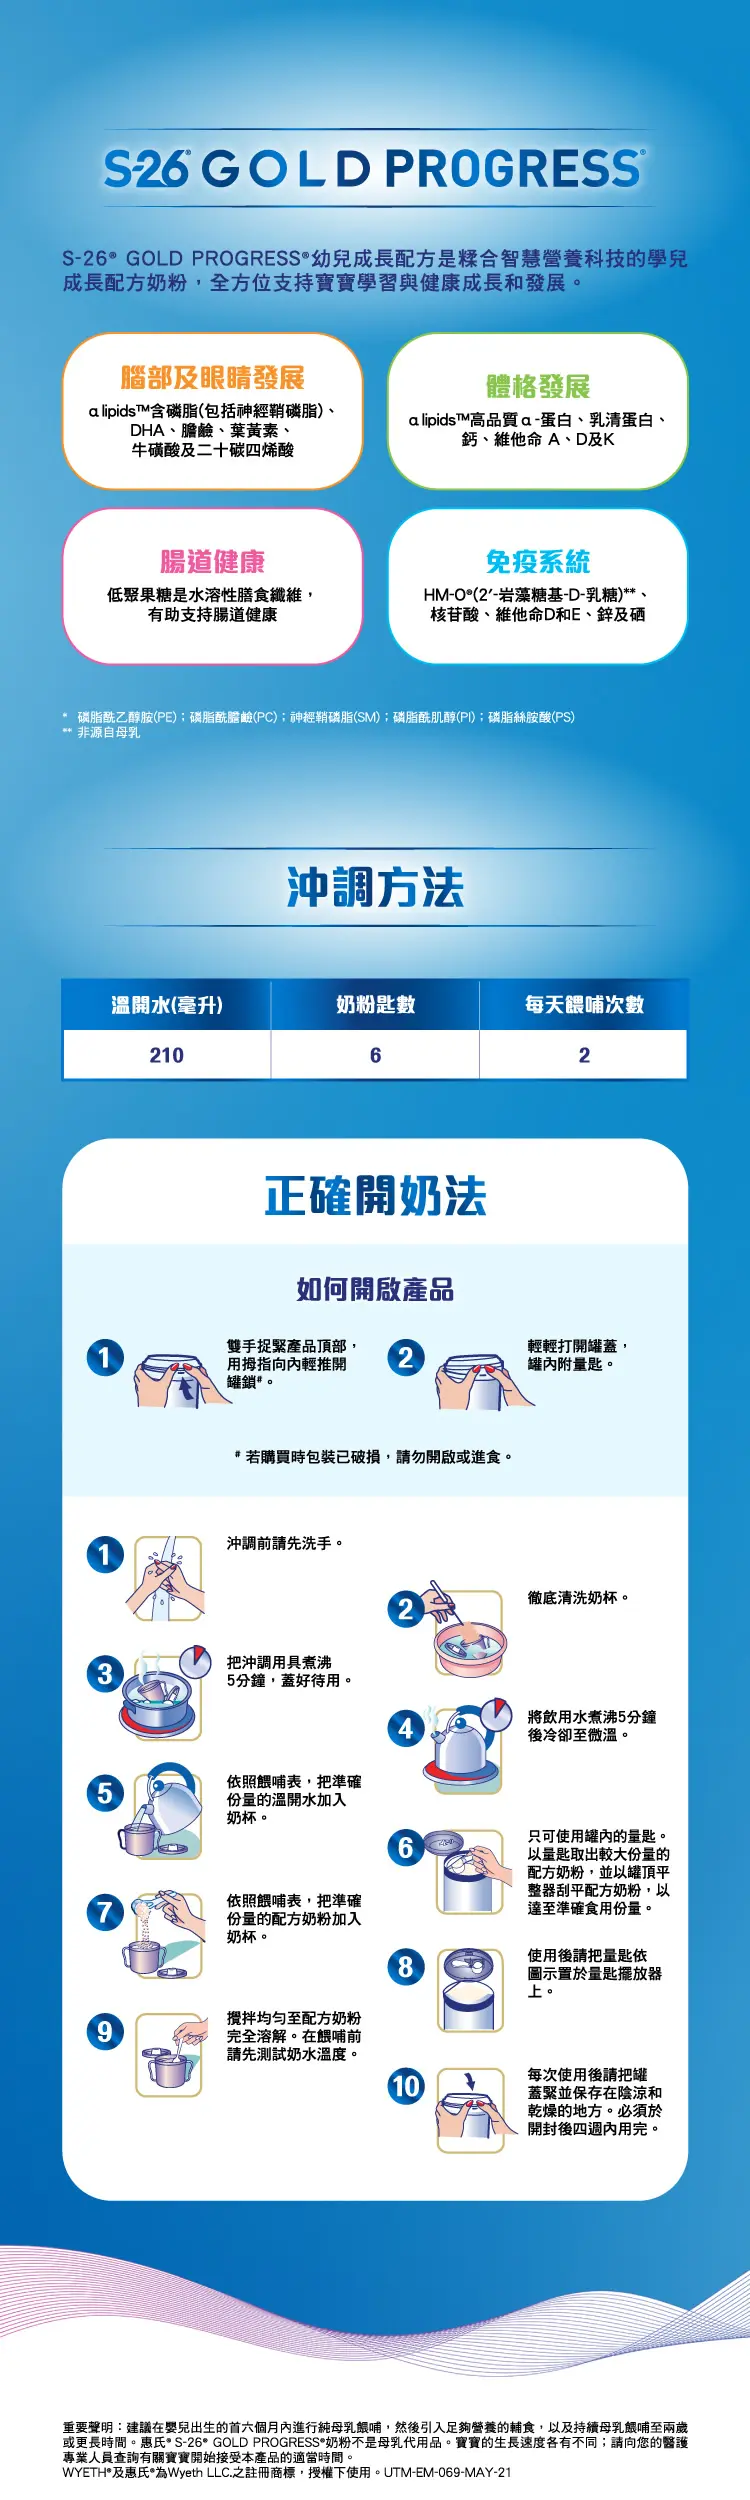 S-26® GOLD PROGRESS®
S-26® GOLD PROGRESS®幼兒成長配方是糅合智慧營養科技的學兒
成長配方奶粉，全方位支持寶寶學習與健康成長和發展。
腦部及眼睛發展
α lipids™含磷脂(包括神經鞘磷脂)、
DHA、膽鹼、葉黃素、
牛磺酸及二十碳四烯酸
體格發展
α lipids™高品質α-蛋白、乳清蛋白、
鈣、維他命 A、D及K
腸道健康
低聚果糖是水溶性膳食纖維，
有助支持腸道健康
免疫系統
HM-O®(2’-岩藻糖基-D-乳糖)**、
核苷酸、維他命D和E、鋅及硒
* 磷脂酰乙醇胺(PE)；磷脂酰膽鹼(PC)；神經鞘磷脂(SM)；磷脂酰肌醇(PI)；磷脂絲胺酸(PS)
** 非源自母乳
沖調方法
溫開水(毫升) 奶粉匙數 每天餵哺次數
210 6 2
正確開奶法
如何開啟產品
1
雙手捉緊產品頂部，
用拇指向內輕推開
罐鎖#。
2
輕輕打開罐蓋，
罐內附量匙。
# 若購買時包裝已破損，請勿開啟或進食。
1
沖調前請先洗手。
2
徹底清洗奶杯。
3
把沖調用具煮沸
5分鐘，蓋好待用。
4
將飲用水煮沸5分鐘
後冷卻至微溫。
5
依照餵哺表，把準確
份量的溫開水加入
奶杯。
6
只可使用罐內的量匙。
以量匙取出較大份量的
配方奶粉，並以罐頂平
整器刮平配方奶粉，以
達至準確食用份量。
7
依照餵哺表，把準確
份量的配方奶粉加入
奶杯。
8
使用後請把量匙依
圖示置於量匙擺放器
上。
9
攪拌均勻至配方奶粉
完全溶解。在餵哺前
請先測試奶水溫度。
10
每次使用後請把罐
蓋緊並保存在陰涼和
乾燥的地方。必須於
開封後四週內用完。
重要聲明：建議在嬰兒出生的首六個月內進行純母乳餵哺，然後引入足夠營養的輔食，以及持續母乳餵哺至兩歲
或更長時間。惠氏® S-26® GOLD PROGRESS®奶粉不是母乳代用品。寶寶的生長速度各有不同；請向您的醫護
專業人員查詢有關寶寶開始接受本產品的適當時間。
WYETH®及惠氏®為Wyeth LLC.之註冊商標，授權下使用。UTM-EM-069-MAY-21